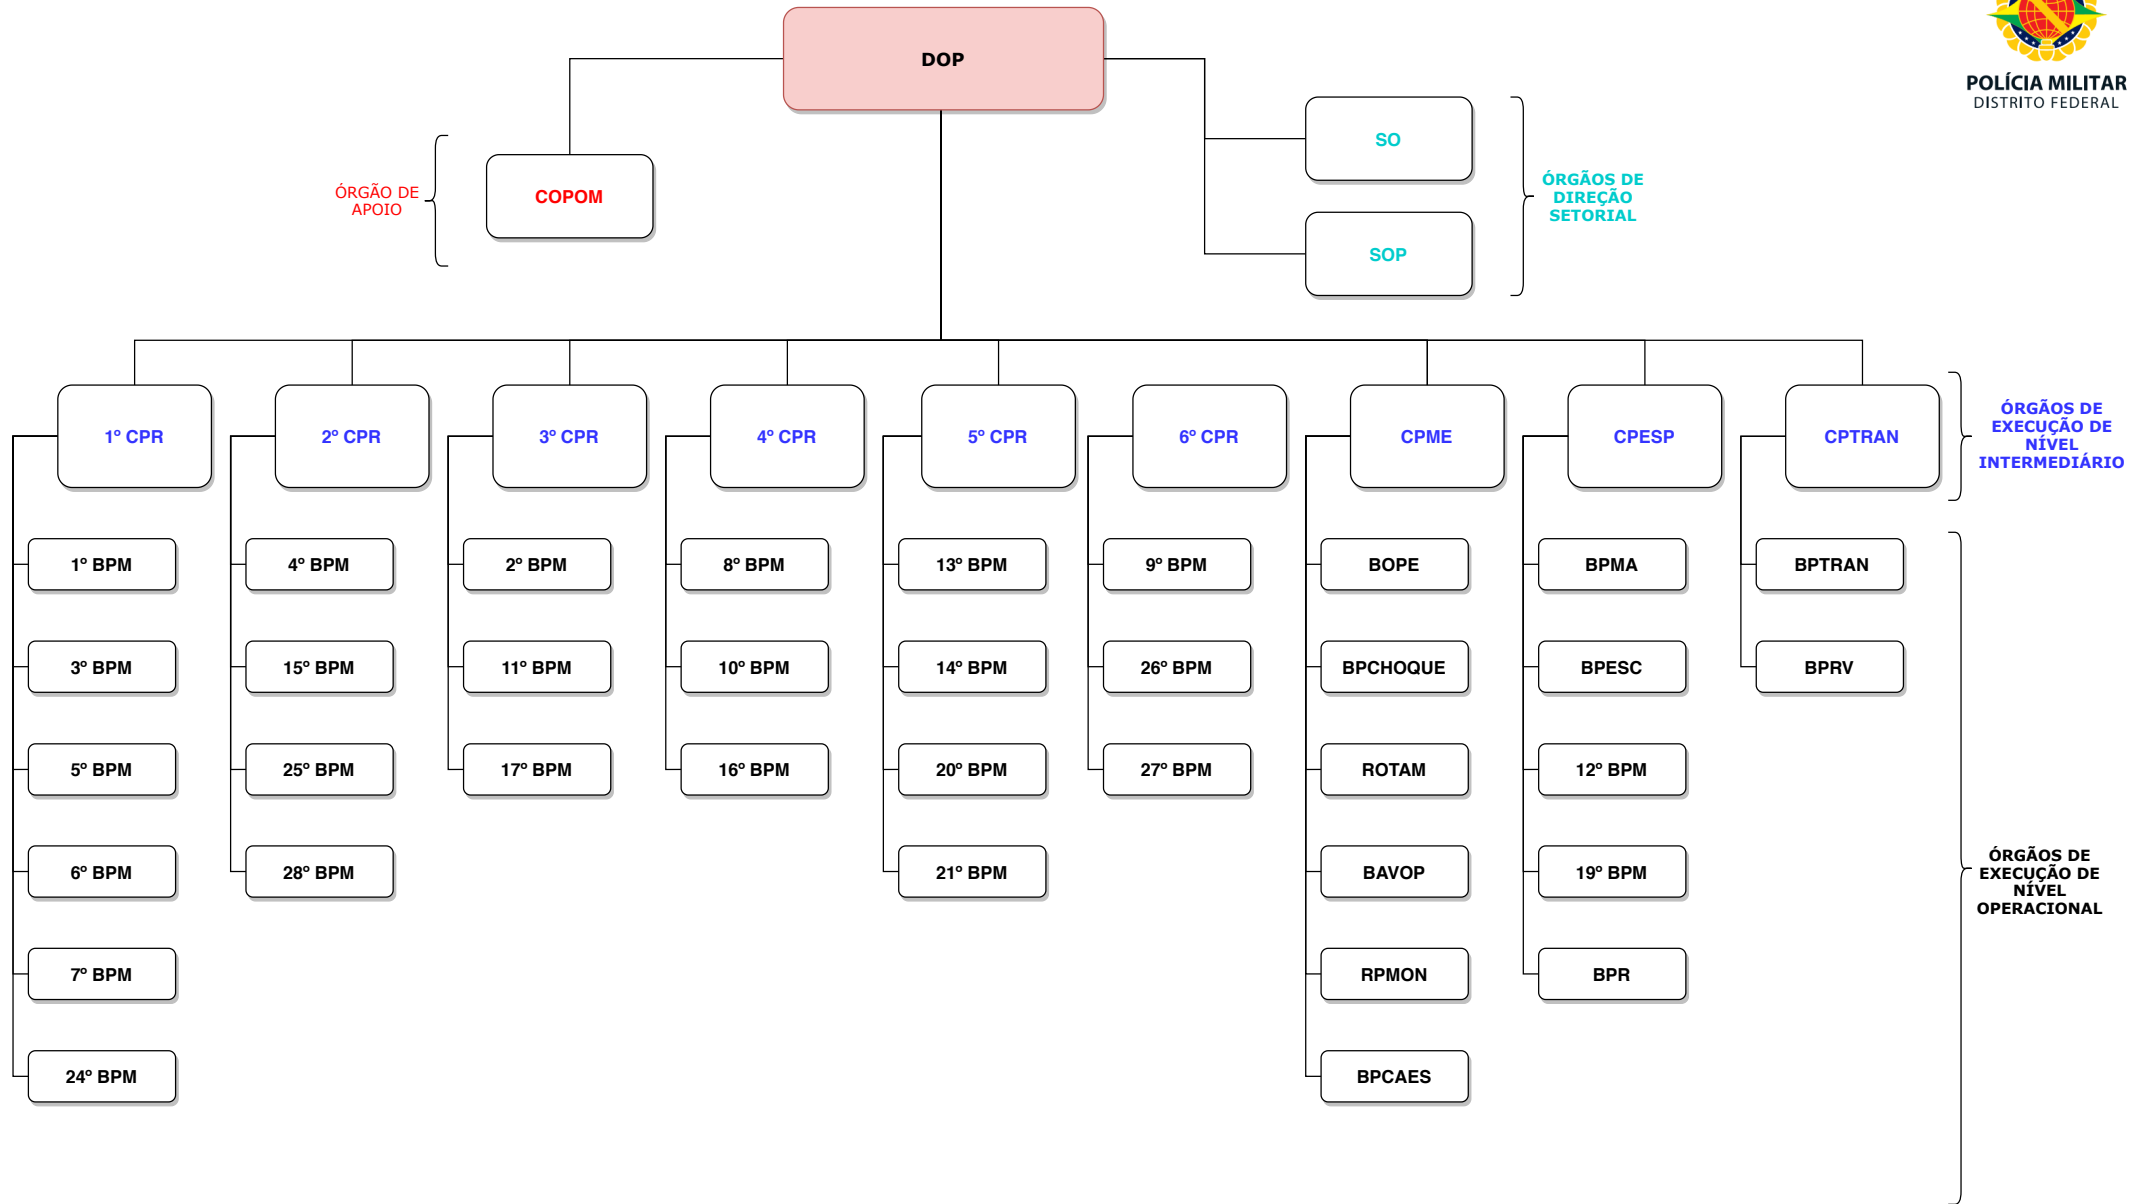 DOP
POLÍCIA MILITAR
DISTRITO FEDERAL
SO
ÓRGÃO DE
APOIO
COPOM
ÓRGÃOS DE
DIREÇÃO
SETORIAL
SOP
1º CPR
2º CPR
3º CPR
4º CPR
5º CPR
6º CPR
CPME
CPESP
CPTRAN
ÓRGÃOS DE
EXECUÇÃO DE
NÍVEL
INTERMEDIÁRIO
1º BPM
4º BPM
2º BPM
8º BPM
13º BPM
9º BPM
BOPE
BPMA
BPTRAN
3º BPM
15º BPM
11º BPM
10º BPM
14º BPM
26º BPM
BPCHOQUE
BPESC
BPRV
5º BPM
25º BPM
17º BPM
16º BPM
20º BPM
27º BPM
ROTAM
12º BPM
6º BPM
28º BPM
21º BPM
BAVOP
19º BPM
ÓRGÃOS DE
EXECUÇÃO DE
NÍVEL
OPERACIONAL
7º BPM
RPMON
BPR
24º BPM
BPCAES